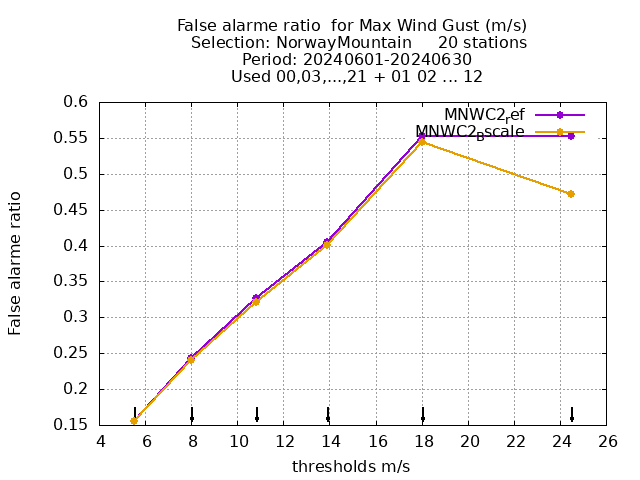 False alarme ratio  for Max Wind Gust (m/s)
Selection: NorwayMountain     20 stations
Period: 20240601-20240630
Used 00,03,...,21 + 01 02 ... 12
MNWC2ref
MNWC2Bscale
0.6
0.55
0.5
0.45
0.4
0.35
0.3
0.25
0.2
0.15
False alarme ratio
4 6 8 10 12 14 16 18 20 22 24 26
thresholds m/s